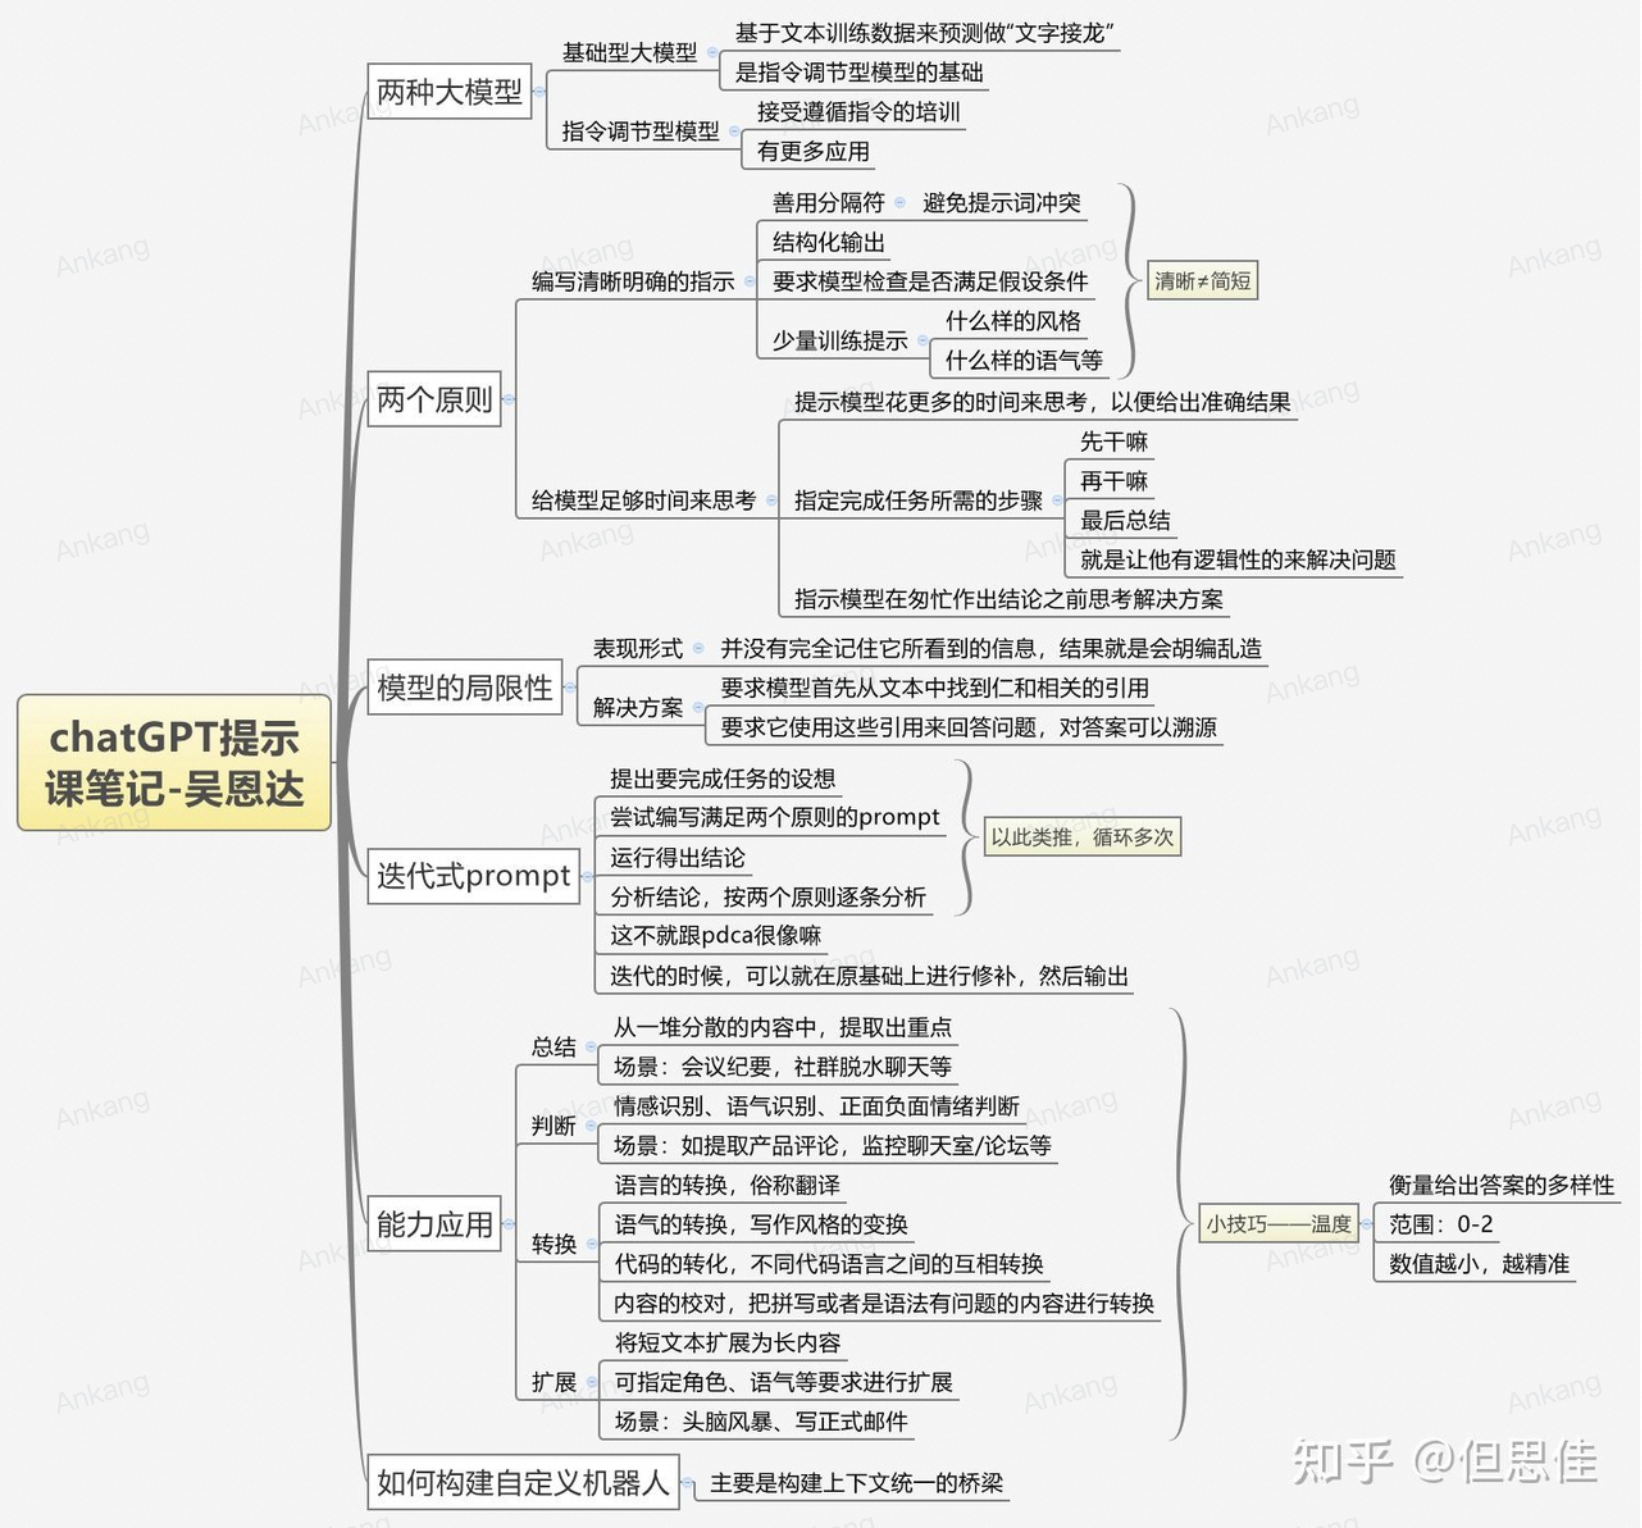 chatGPT提示
课笔记-吴恩达
两种大模型
基础型大模型
基于文本训练数据来预测做“文字接龙”
是指令调节型模型的基础
指令调节型模型
接受遵循指令的培训
有更多应用
两个原则
编写清晰明确的指示
善用分隔符
避免提示词冲突
结构化输出
要求模型检查是否满足假设条件
少量训练提示
什么样的风格
什么样的语气等
清晰≠简短
给模型足够时间来思考
提示模型花更多的时间来思考，以便给出准确结果
指定完成任务所需的步骤
先干嘛
再干嘛
最后总结
就是让他有逻辑性的来解决问题
指示模型在匆忙作出结论之前思考解决方案
模型的局限性
表现形式
并没有完全记住它所看到的信息，结果就是会胡编乱造
解决方案
要求模型首先从文本中找到仁和相关的引用
要求它使用这些引用来回答问题，对答案可以溯源
迭代式prompt
提出要完成任务的设想
尝试编写满足两个原则的prompt
运行得出结论
分析结论，按两个原则逐条分析
以此类推，循环多次
这不就跟pdca很像嘛
迭代的时候，可以就在原基础上进行修补，然后输出
能力应用
总结
从一堆分散的内容中，提取出重点
场景：会议纪要，社群脱水聊天等
判断
情感识别、语气识别、正面负面情绪判断
场景：如提取产品评论，监控聊天室/论坛等
转换
语言的转换，俗称翻译
语气的转换，写作风格的变换
代码的转化，不同代码语言之间的互相转换
内容的校对，把拼写或者是语法有问题的内容进行转换
扩展
将短文本扩展为长内容
可指定角色、语气等要求进行扩展
场景：头脑风暴、写正式邮件
小技巧——温度
衡量给出答案的多样性
范围：0-2
数值越小，越精准
如何构建自定义机器人
主要是构建上下文统一的桥梁
知乎 @但思佳
Ankang